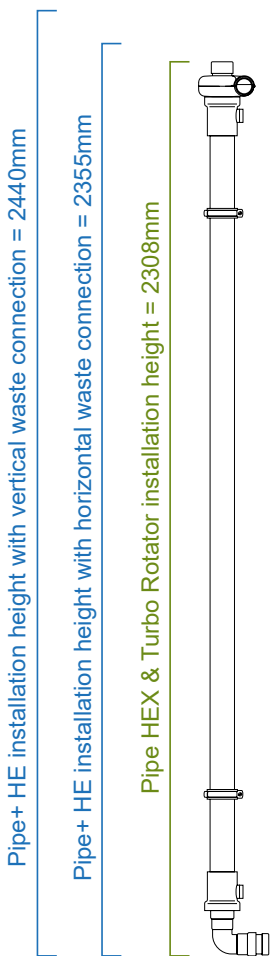 Pipe+ HE installation height with vertical waste connection = 2440mm
Pipe+ HE installation height with horizontal waste connection = 2355mm
Pipe HEX & Turbo Rotator installation height = 2308mm